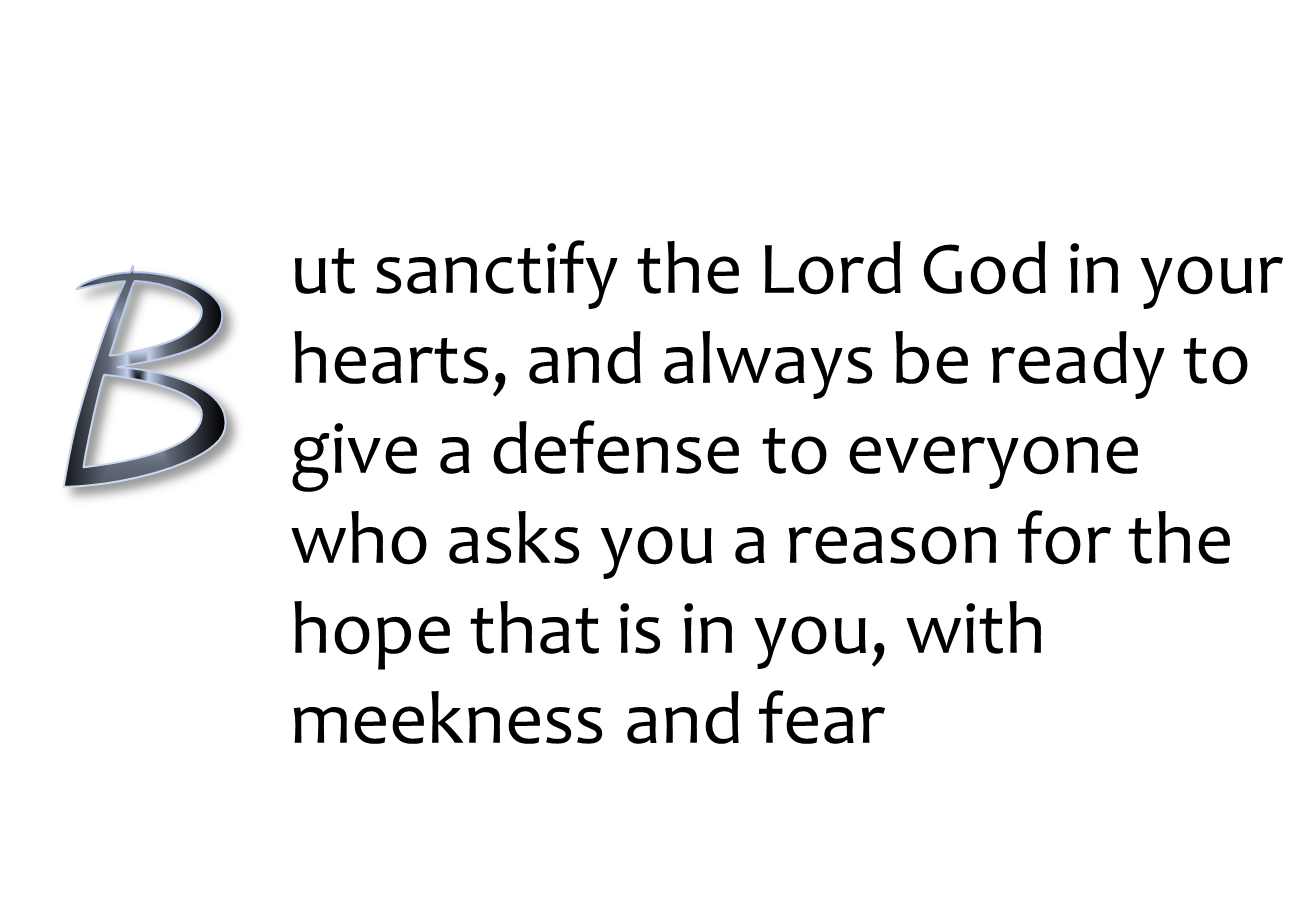 But sanctify the Lord God in your
hearts, and always be ready to
give a defense to everyone
who asks you a reason for the
hope that is in you, with
meekness and fear